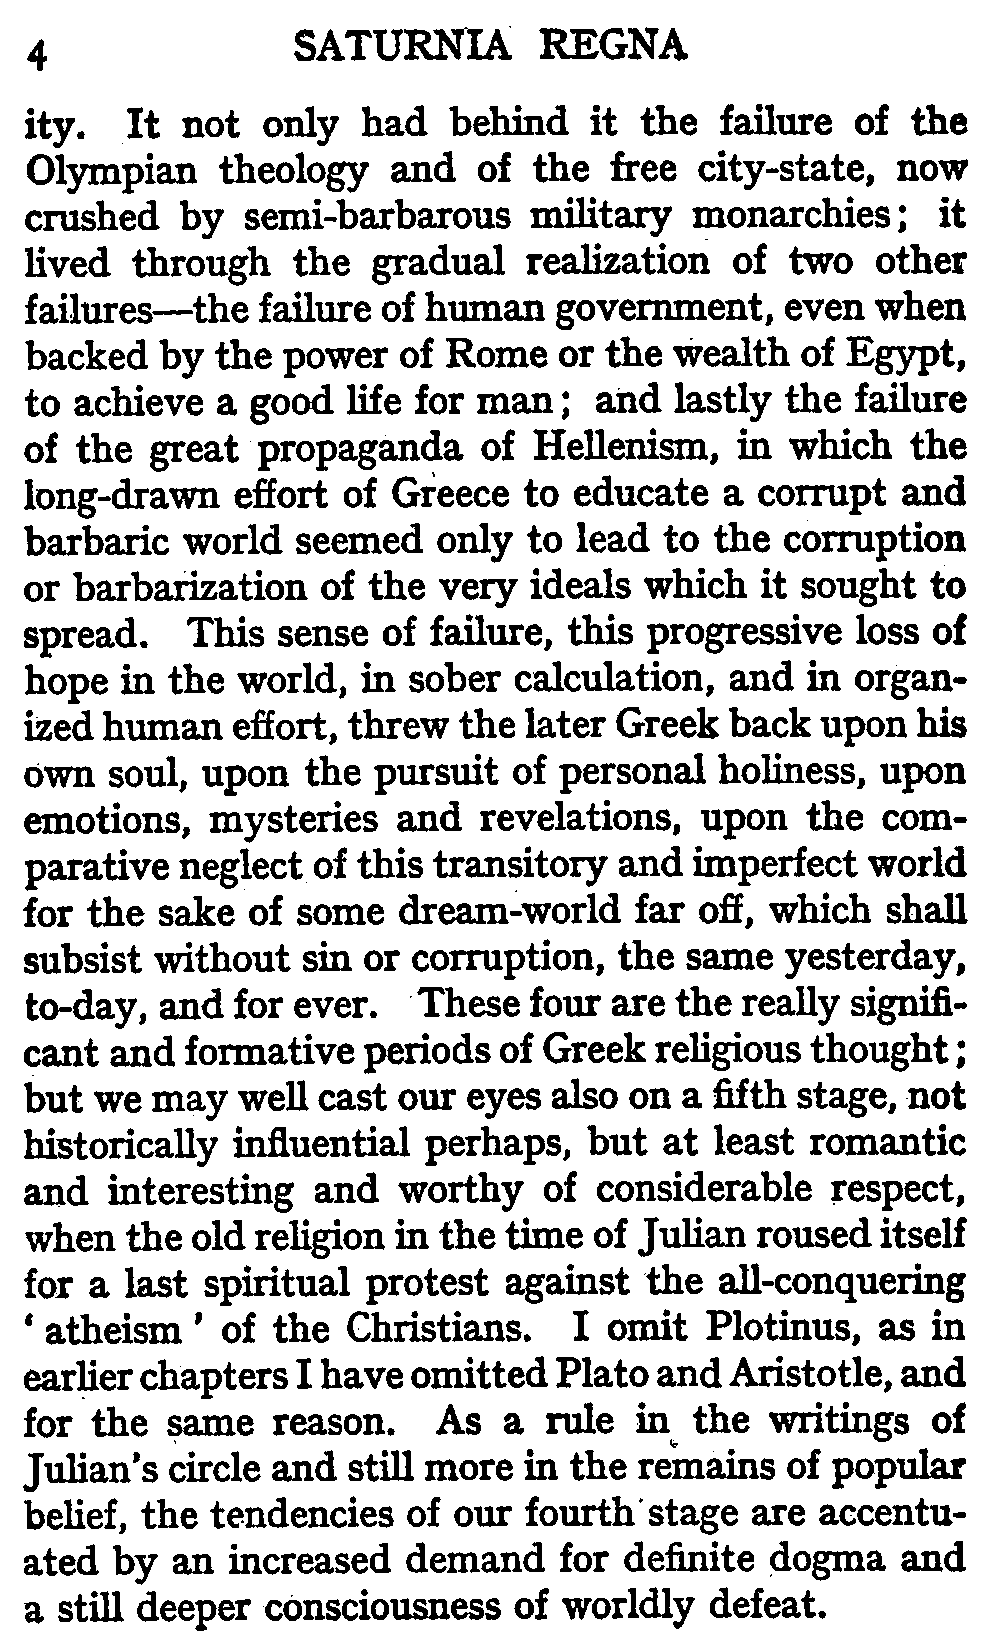 4 SATURNIA REGNA
ity. It not only had behind it the failure of the
Olympian theology and of the free city-state, now
crushed by semi-barbarous military monarchies; it
lived through the gradual realization of two other
failures—the failure of human government, even when
backed by the power of Rome or the wealth of Egypt,
to achieve a good life for man; and lastly the failure
of the great propaganda of Hellenism, in which the
long-drawn effort of Greece to educate a corrupt and
barbaric world seemed only to lead to the corruption
or barbarization of the very ideals which it sought to
spread. This sense of failure, this progressive loss of
hope in the world, in sober calculation, and in organ-
ized human effort, threw the later Greek back upon his
own soul, upon the pursuit of personal holiness, upon
emotions, mysteries and revelations, upon the com-
parative neglect of this transitory and imperfect world
for the sake of some dream-world far off, which shall
subsist without sin or corruption, the same yesterday,
to-day, and for ever. These four are the really signifi-
cant and formative periods of Greek religious thought;
but we may well cast our eyes also on a fifth stage, not
historically influential perhaps, but at least romantic
and interesting and worthy of considerable respect,
when the old religion in the time of Julian roused itself
for a last spiritual protest against the all-conquering
‘ atheism ’ of the Christians. I omit Plotinus, as in
earlier chapters I have omitted Plato and Aristotle, and
for the same reason. As a rule in the writings of
Julian's circle and still more in the remains of popular
belief, the tendencies of our fourth stage are accentu-
ated by an increased demand for definite dogma and
a still deeper consciousness of worldly defeat.